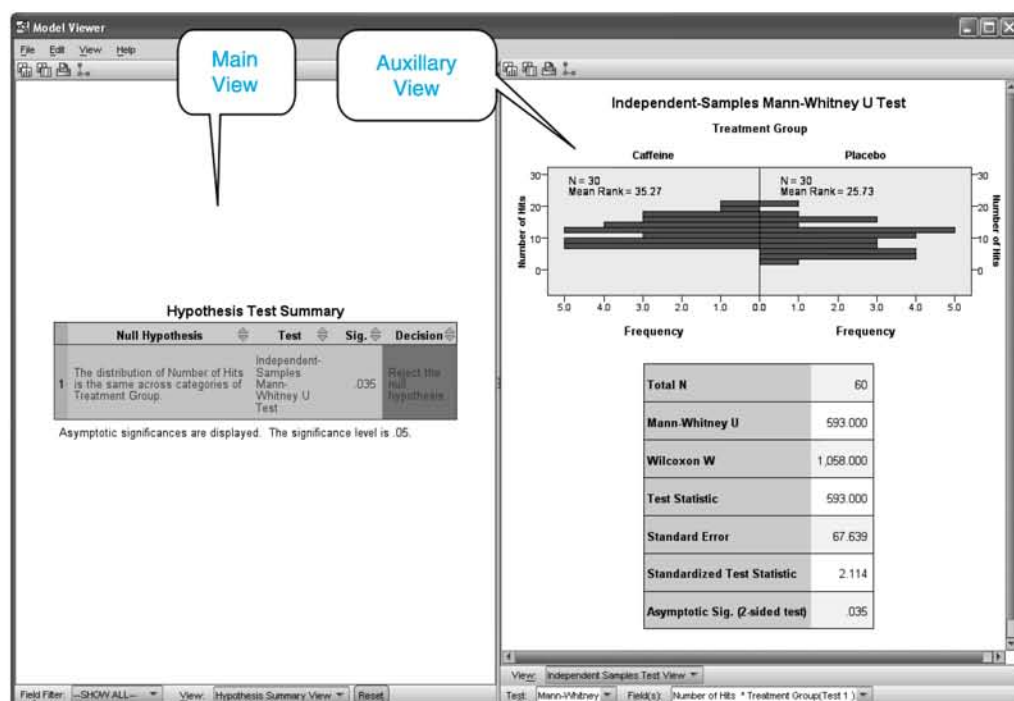 Model Viewer
File Edit View Help
Main
View
Auxillary
View
Hypothesis Test Summary
Null Hypothesis Test Sig. Decision
1 The distribution of Number of Hits is the same across categories of Treatment Group. Independent-Samples Mann-Whitney U Test .035 Reject the null hypothesis.
Asymptotic significances are displayed. The significance level is .05.
Field Filter: --SHOW ALL-- View: Hypothesis Summary View Reset
Independent-Samples Mann-Whitney U Test
Treatment Group
Caffeine Placebo
N = 30
Mean Rank = 35.27
N = 30
Mean Rank = 25.73
Number of Hits
30
20
10
0
30
20
10
0
Number of Hits
5.0 4.0 3.0 2.0 1.0 0.0 1.0 2.0 3.0 4.0 5.0
Frequency Frequency
Total N 60
Mann-Whitney U 593.000
Wilcoxon W 1,058.000
Test Statistic 593.000
Standard Error 67.639
Standardized Test Statistic 2.114
Asymptotic Sig. (2-sided test) .035
View: Independent Samples Test View
Test: Mann-Whitney Field(s): Number of Hits * Treatment Group(Test 1)